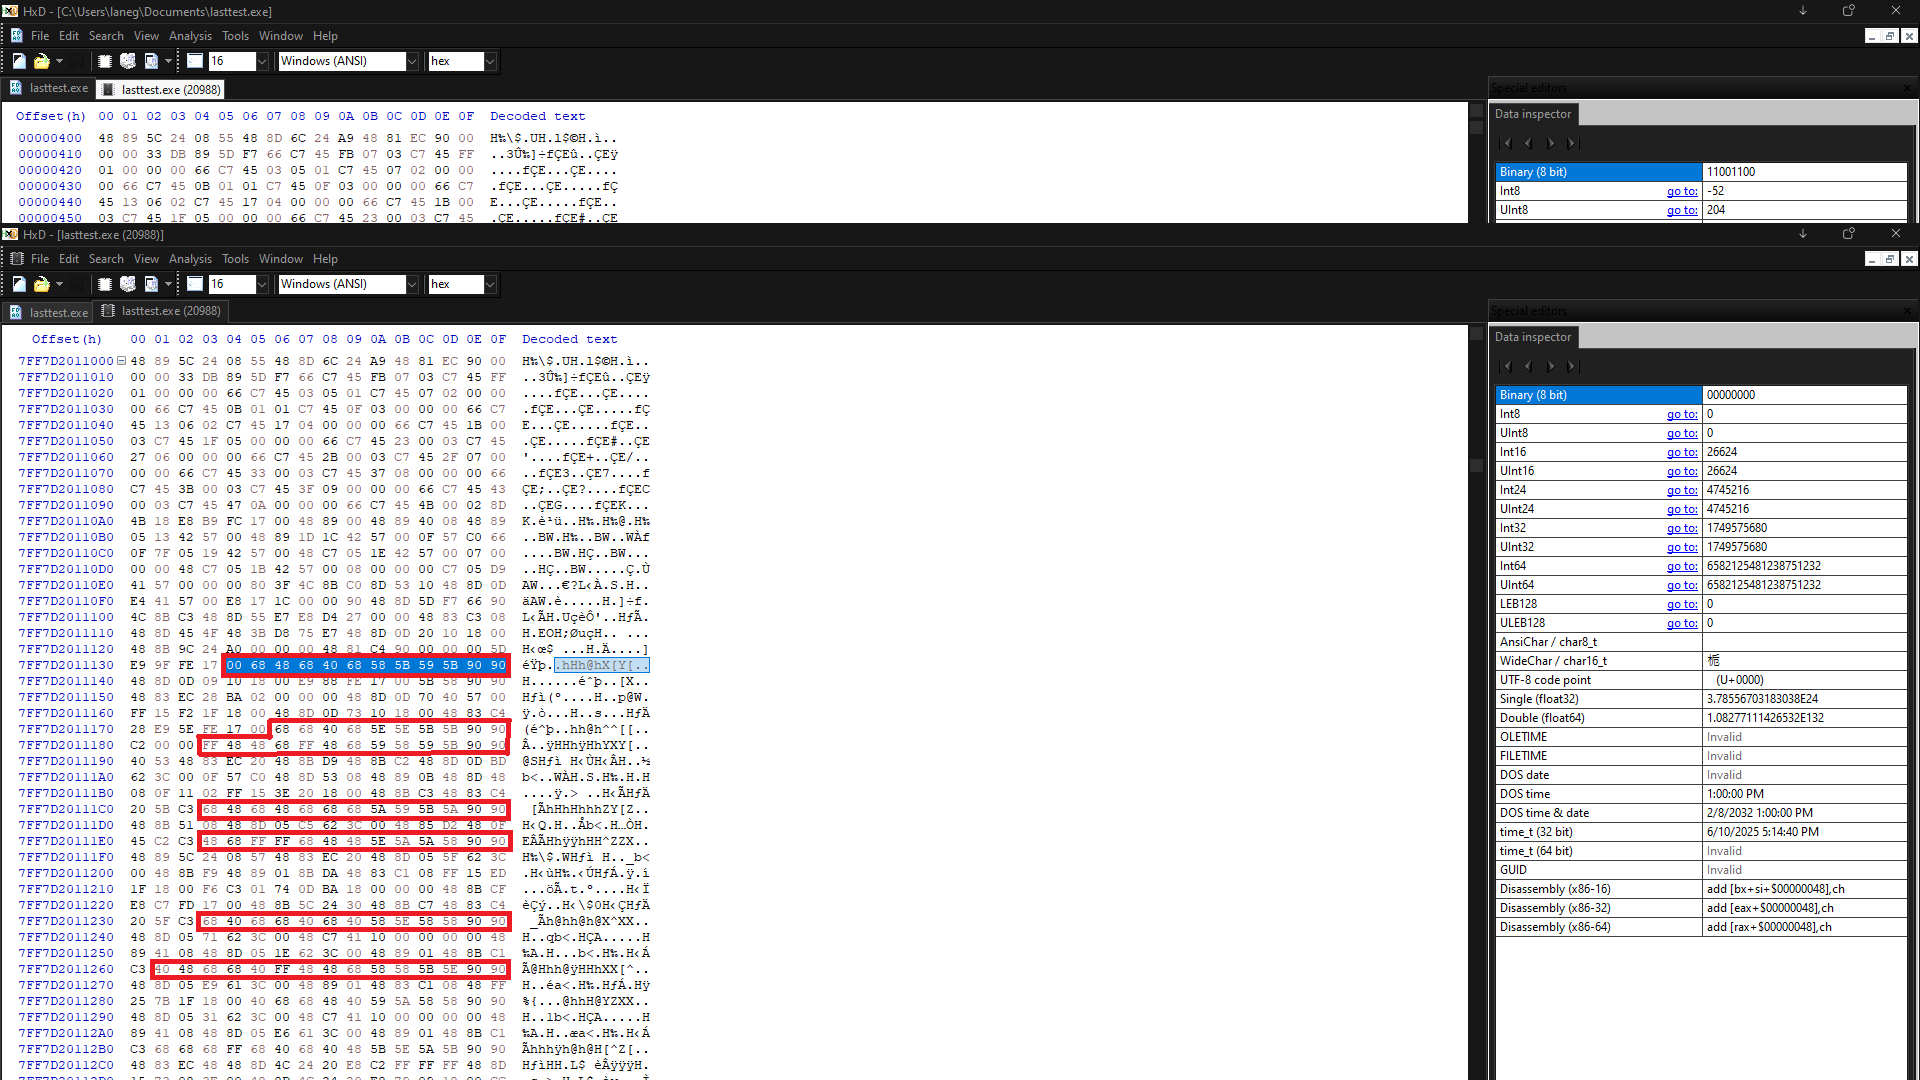 HxD - [C:\Users\laneg\Documents\lasttest.exe]
File Edit Search View Analysis Tools Window Help
16 Windows (ANSI) hex
lasttest.exe lasttest.exe (20988)
Special editors
Offset(h) 00 01 02 03 04 05 06 07 08 09 0A 0B 0C 0D 0E 0F Decoded text
Data inspector
00000400 48 89 5C 24 08 55 48 8D 6C 24 A9 48 81 EC 90 00 H‰\$.UH.l$©H.ì..
00000410 00 00 33 DB 89 5D F7 66 C7 45 FB 07 03 C7 45 FF ..3Û‰]÷fÇEû..ÇEÿ
00000420 01 00 00 00 66 C7 45 03 05 01 C7 45 07 02 00 00 ....fÇE...ÇE....
00000430 00 66 C7 45 0B 01 01 C7 45 0F 03 00 00 00 66 C7 .fÇE...ÇE.....fÇ
00000440 45 13 06 02 C7 45 17 04 00 00 00 66 C7 45 1B 00 E...ÇE.....fÇE..
00000450 03 C7 45 1F 05 00 00 00 66 C7 45 23 00 03 C7 45 .ÇE.....fÇE#..ÇE
Binary (8 bit) 11001100
Int8 go to: -52
UInt8 go to: 204
HxD - [lasttest.exe (20988)]
File Edit Search View Analysis Tools Window Help
16 Windows (ANSI) hex
lasttest.exe lasttest.exe (20988)
Special editors
Offset(h) 00 01 02 03 04 05 06 07 08 09 0A 0B 0C 0D 0E 0F Decoded text
Data inspector
7FF7D2011000 48 89 5C 24 08 55 48 8D 6C 24 A9 48 81 EC 90 00 H‰\$.UH.l$©H.ì..
7FF7D2011010 00 00 33 DB 89 5D F7 66 C7 45 FB 07 03 C7 45 FF ..3Û‰]÷fÇEû..ÇEÿ
7FF7D2011020 01 00 00 00 66 C7 45 03 05 01 C7 45 07 02 00 00 ....fÇE...ÇE....
7FF7D2011030 00 66 C7 45 0B 01 01 C7 45 0F 03 00 00 00 66 C7 .fÇE...ÇE.....fÇ
7FF7D2011040 45 13 06 02 C7 45 17 04 00 00 00 66 C7 45 1B 00 E...ÇE.....fÇE..
7FF7D2011050 03 C7 45 1F 05 00 00 00 66 C7 45 23 00 03 C7 45 .ÇE.....fÇE#..ÇE
7FF7D2011060 27 06 00 00 00 66 C7 45 2B 00 03 C7 45 2F 07 00 '....fÇE+..ÇE/..
7FF7D2011070 00 00 66 C7 45 33 00 03 C7 45 37 08 00 00 00 66 ..fÇE3..ÇE7....f
7FF7D2011080 C7 45 3B 00 03 C7 45 3F 09 00 00 00 66 C7 45 43 ÇE;..ÇE?....fÇEC
7FF7D2011090 00 03 C7 45 47 0A 00 00 00 66 C7 45 4B 00 02 8D ..ÇEG....fÇEK...
7FF7D20110A0 4B 18 E8 B9 FC 17 00 48 89 00 48 89 40 08 48 89 K.è¹ü..H‰.H‰@.H‰
7FF7D20110B0 05 13 42 57 00 48 89 1D 1C 42 57 00 0F 57 C0 66 ..BW.H‰..BW..WÀf
7FF7D20110C0 0F 7F 05 19 42 57 00 48 C7 05 1E 42 57 00 07 00 ....BW.HÇ..BW...
7FF7D20110D0 00 00 48 C7 05 1B 42 57 00 08 00 00 00 C7 05 D9 ..HÇ..BW.....Ç.Ù
7FF7D20110E0 41 57 00 00 00 80 3F 4C 8B C0 8D 53 10 48 8D 0D AW...€?L‹À.S.H..
7FF7D20110F0 E4 41 57 00 E8 17 1C 00 00 90 48 8D 5D F7 66 90 äAW.è.....H.]÷f.
7FF7D2011100 4C 8B C3 48 8D 55 E7 E8 D4 27 00 00 48 83 C3 08 L‹ÃH.UçèÔ'..HƒÃ.
7FF7D2011110 48 8D 45 4F 48 3B D8 75 E7 48 8D 0D 20 10 18 00 H.EOH;ØuçH.. ...
7FF7D2011120 48 8B 9C 24 A0 00 00 00 48 81 C4 90 00 00 00 5D H‹œ$ ...H.Ä....]
7FF7D2011130 E9 9F FE 17 00 68 48 68 40 68 58 5B 59 5B 90 90 éŸþ..hHh@hX[Y[..
7FF7D2011140 48 8D 0D 09 10 18 00 E9 88 FE 17 00 5B 58 90 90 H......éˆþ..[X..
7FF7D2011150 48 83 EC 28 BA 02 00 00 00 48 8D 0D 70 40 57 00 Hƒì(º....H..p@W.
7FF7D2011160 FF 15 F2 1F 18 00 48 8D 0D 73 10 18 00 48 83 C4 ÿ.ò...H..s...HƒÄ
7FF7D2011170 28 E9 5E FE 17 00 68 68 40 68 5E 5E 5B 5B 90 90 (é^þ..hh@h^^[[..
7FF7D2011180 C2 00 00 FF 48 48 68 FF 48 68 59 58 59 5B 90 90 Â..ÿHHhÿHhYXY[..
7FF7D2011190 40 53 48 83 EC 20 48 8B D9 48 8B C2 48 8D 0D BD @SHƒì H‹ÙH‹ÂH..½
7FF7D20111A0 62 3C 00 0F 57 C0 48 8D 53 08 48 89 0B 48 8D 48 b<..WÀH.S.H‰.H.H
7FF7D20111B0 08 0F 11 02 FF 15 3E 20 18 00 48 8B C3 48 83 C4 ....ÿ.> ..H‹ÃHƒÄ
7FF7D20111C0 20 5B C3 68 48 68 48 68 68 68 5A 59 5B 5A 90 90 [ÃhHhHhhhZY[Z..
7FF7D20111D0 48 8B 51 08 48 8D 05 C5 62 3C 00 48 85 D2 48 0F H‹Q.H..Åb<.H…ÒH.
7FF7D20111E0 45 C2 C3 48 68 FF FF 68 48 48 5E 5A 5A 58 90 90 EÂÃHhÿÿhHH^ZZX..
7FF7D20111F0 48 89 5C 24 08 57 48 83 EC 20 48 8D 05 5F 62 3C H‰\$.WHƒì H.._b<
7FF7D2011200 00 48 8B F9 48 89 01 8B DA 48 83 C1 08 FF 15 ED .H‹ùH‰.‹ÚHƒÁ.ÿ.í
7FF7D2011210 1F 18 00 F6 C3 01 74 0D BA 18 00 00 00 48 8B CF ...öÃ.t.º....H‹Ï
7FF7D2011220 E8 C7 FD 17 00 48 8B 5C 24 30 48 8B C7 48 83 C4 èÇý..H‹\$0H‹ÇHƒÄ
7FF7D2011230 20 5F C3 68 40 68 68 40 68 40 58 5E 58 58 90 90 _Ãh@hh@h@X^XX..
7FF7D2011240 48 8D 05 71 62 3C 00 48 C7 41 10 00 00 00 00 48 H..qb<.HÇA.....H
7FF7D2011250 89 41 08 48 8D 05 1E 62 3C 00 48 89 01 48 8B C1 ‰A.H...b<.H‰.H‹Á
7FF7D2011260 C3 40 48 68 68 40 FF 48 48 68 58 58 5B 5E 90 90 Ã@Hhh@ÿHHhXX[^..
7FF7D2011270 48 8D 05 E9 61 3C 00 48 89 01 48 83 C1 08 48 FF H..éa<.H‰.HƒÁ.Hÿ
7FF7D2011280 25 7B 1F 18 00 40 68 68 48 40 59 5A 58 58 90 90 %{...@hhH@YZXX..
7FF7D2011290 48 8D 05 31 62 3C 00 48 C7 41 10 00 00 00 00 48 H..1b<.HÇA.....H
7FF7D20112A0 89 41 08 48 8D 05 E6 61 3C 00 48 89 01 48 8B C1 ‰A.H..æa<.H‰.H‹Á
7FF7D20112B0 C3 68 68 68 FF 68 40 68 40 48 5B 5E 5A 5B 90 90 Ãhhhÿh@h@H[^Z[..
7FF7D20112C0 48 83 EC 48 48 8D 4C 24 20 E8 C2 FF FF FF 48 8D HƒìHH.L$ èÂÿÿÿH.
Binary (8 bit) 00000000
Int8 go to: 0
UInt8 go to: 0
Int16 go to: 26624
UInt16 go to: 26624
Int24 go to: 4745216
UInt24 go to: 4745216
Int32 go to: 1749575680
UInt32 go to: 1749575680
Int64 go to: 6582125481238751232
UInt64 go to: 6582125481238751232
LEB128 go to: 0
ULEB128 go to: 0
AnsiChar / char8_t
WideChar / char16_t 栀
UTF-8 code point (U+0000)
Single (float32) 3.78556703183038E24
Double (float64) 1.08277111426532E132
OLETIME Invalid
FILETIME Invalid
DOS date Invalid
DOS time 1:00:00 PM
DOS time & date 2/8/2032 1:00:00 PM
time_t (32 bit) 6/10/2025 5:14:40 PM
time_t (64 bit) Invalid
GUID Invalid
Disassembly (x86-16) add [bx+si+$00000048],ch
Disassembly (x86-32) add [eax+$00000048],ch
Disassembly (x86-64) add [rax+$00000048],ch